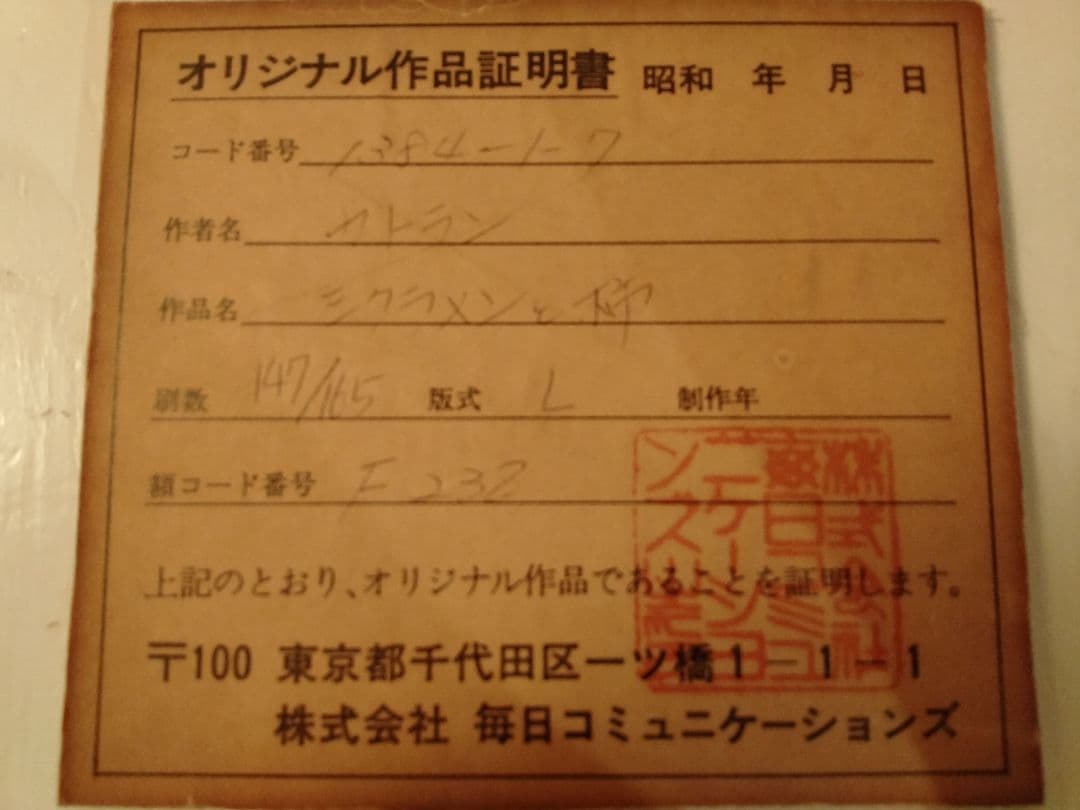 オリジナル作品証明書 昭和 年 月 日
コード番号 1384-1-7
作者名 カトラン
作品名 シクラメンと柿
刷数 147/165 版式 L 制作年
額コード番号 F 237
上記のとおり、オリジナル作品であることを証明します。
〒100 東京都千代田区一ツ橋1-1-1
株式会社 毎日コミュニケーションズ